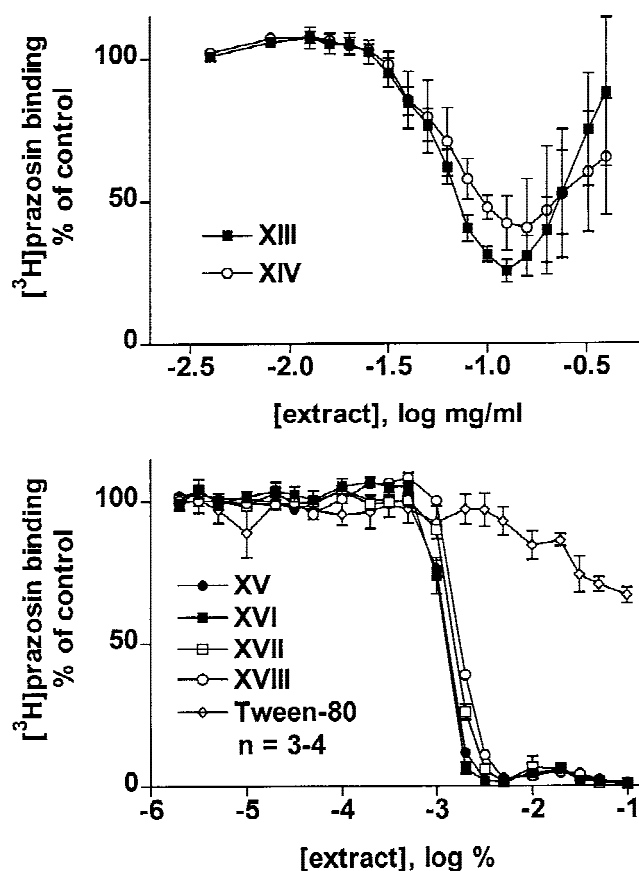 [³H]prazosin binding
% of control
100
50
0
XIII
XIV
-2.5 -2.0 -1.5 -1.0 -0.5
[extract], log mg/ml
[³H]prazosin binding
% of control
100
50
0
XV
XVI
XVII
XVIII
Tween-80
n = 3-4
-6 -5 -4 -3 -2 -1
[extract], log %